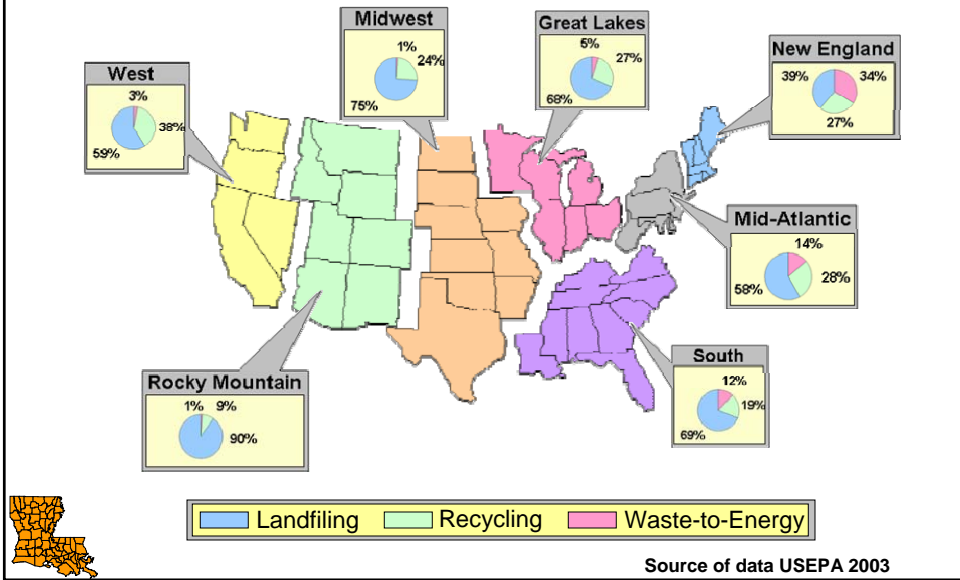 Midwest
1%
24%
75%
Great Lakes
5%
27%
68%
New England
39%
34%
27%
West
3%
38%
59%
Mid-Atlantic
14%
28%
58%
South
12%
19%
69%
Rocky Mountain
1%
9%
90%
Landfiling
Recycling
Waste-to-Energy
Source of data USEPA 2003